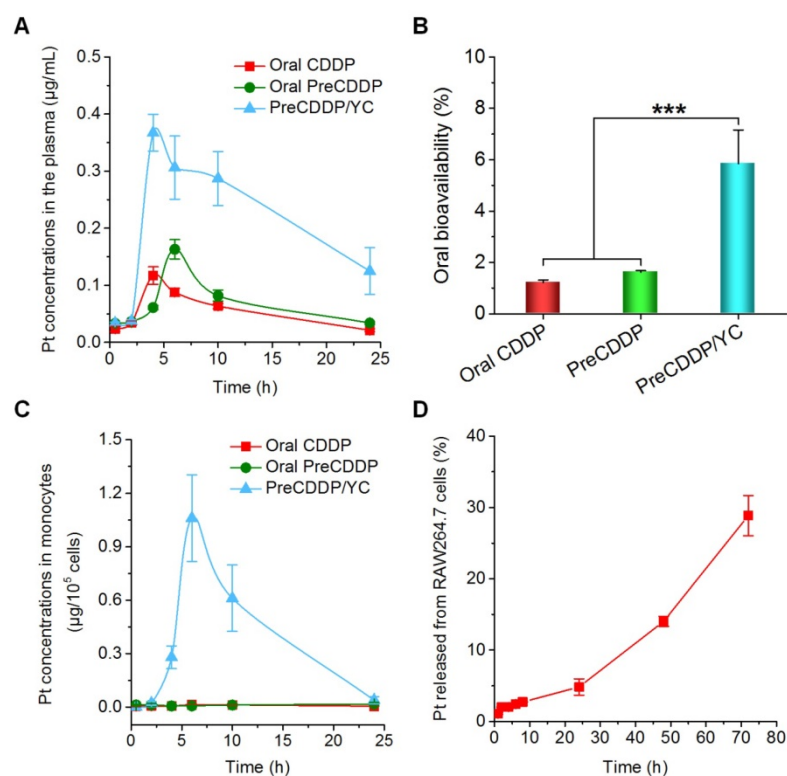 A
Pt concentrations in the plasma (µg/mL)
0.5
0.4
0.3
0.2
0.1
0.0
Oral CDDP
Oral PreCDDP
PreCDDP/YC
0 5 10 15 20 25
Time (h)
B
Oral bioavailability (%)
10
8
6
4
2
0
***
Oral CDDP
PreCDDP
PreCDDP/YC
C
Pt concentrations in monocytes
(µg/10⁵ cells)
1.5
1.2
0.9
0.6
0.3
0.0
Oral CDDP
Oral PreCDDP
PreCDDP/YC
0 5 10 15 20 25
Time (h)
D
Pt released from RAW264.7 cells (%)
40
30
20
10
0
0 10 20 30 40 50 60 70 80
Time (h)